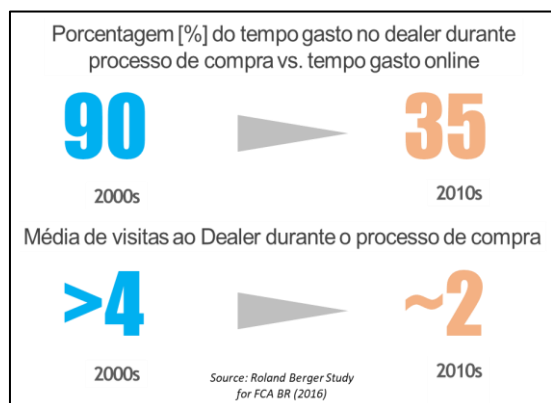 Porcentagem [%] do tempo gasto no dealer durante
processo de compra vs. tempo gasto online
90 35
2000s 2010s
Média de visitas ao Dealer durante o processo de compra
>4 ~2
2000s 2010s
Source: Roland Berger Study
for FCA BR (2016)